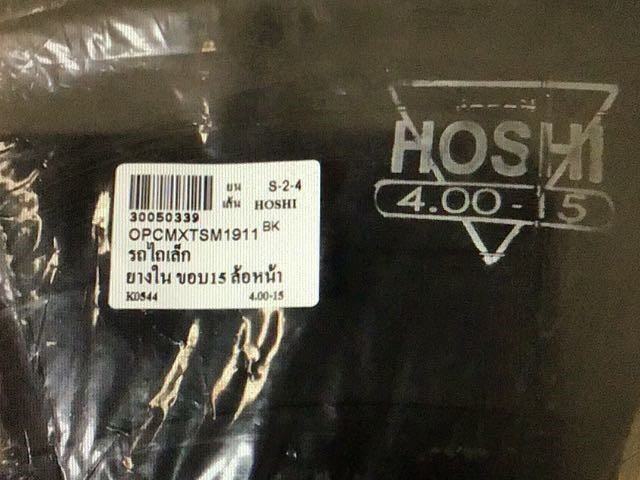 HOSHI
4.00-15
ยน S-2-4
เส้น HOSHI
30050339
OPCMXTSM1911 BK
รถไถเล็ก
ยางใน ขอบ15 ล้อหน้า
K0544 4.00-15